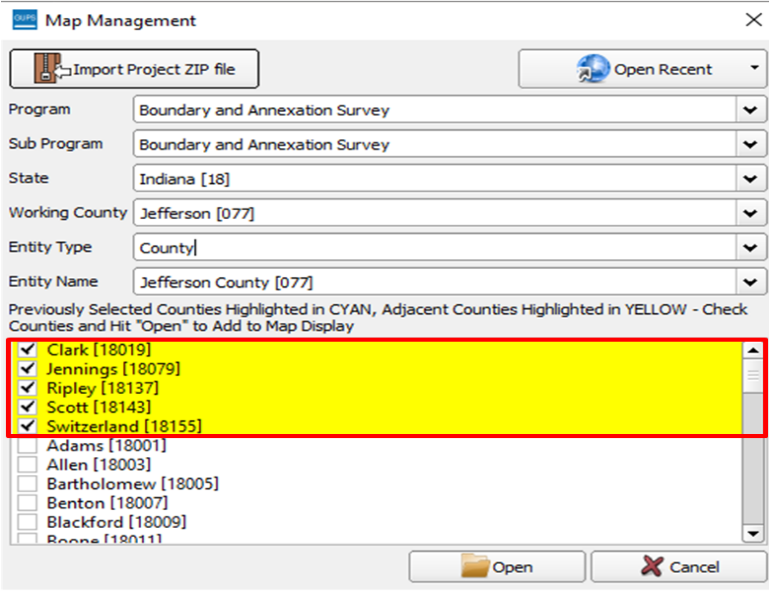 GUPS Map Management
Import Project ZIP file
Open Recent
Program Boundary and Annexation Survey
Sub Program Boundary and Annexation Survey
State Indiana [18]
Working County Jefferson [077]
Entity Type County
Entity Name Jefferson County [077]
Previously Selected Counties Highlighted in CYAN, Adjacent Counties Highlighted in YELLOW - Check
Counties and Hit "Open" to Add to Map Display
Clark [18019]
Jennings [18079]
Ripley [18137]
Scott [18143]
Switzerland [18155]
Adams [18001]
Allen [18003]
Bartholomew [18005]
Benton [18007]
Blackford [18009]
Boone [18011]
Open
Cancel